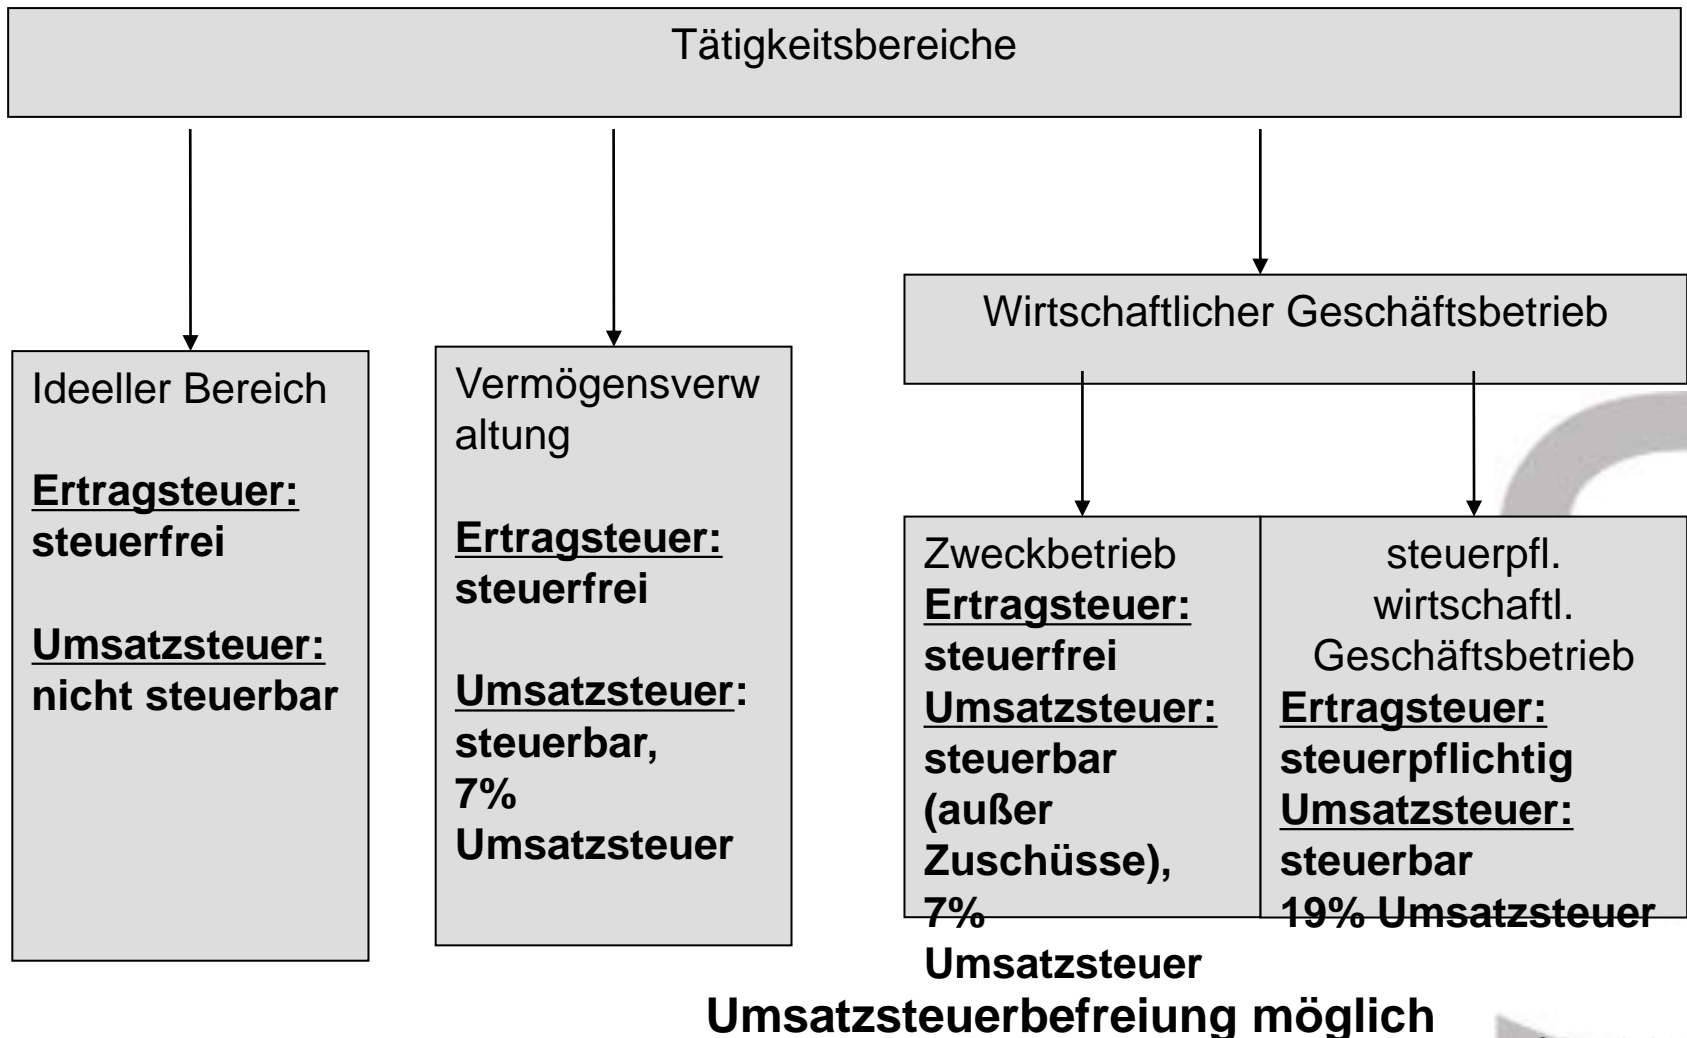 Tätigkeitsbereiche
Ideeller Bereich
Ertragsteuer:
steuerfrei
Umsatzsteuer:
nicht steuerbar
Vermögensverw
altung
Ertragsteuer:
steuerfrei
Umsatzsteuer:
steuerbar,
7%
Umsatzsteuer
Wirtschaftlicher Geschäftsbetrieb
Zweckbetrieb
Ertragsteuer:
steuerfrei
Umsatzsteuer:
steuerbar
(außer
Zuschüsse),
7%
Umsatzsteuer
steuerpfl.
wirtschaftl.
Geschäftsbetrieb
Ertragsteuer:
steuerpflichtig
Umsatzsteuer:
steuerbar
19% Umsatzsteuer
Umsatzsteuerbefreiung möglich